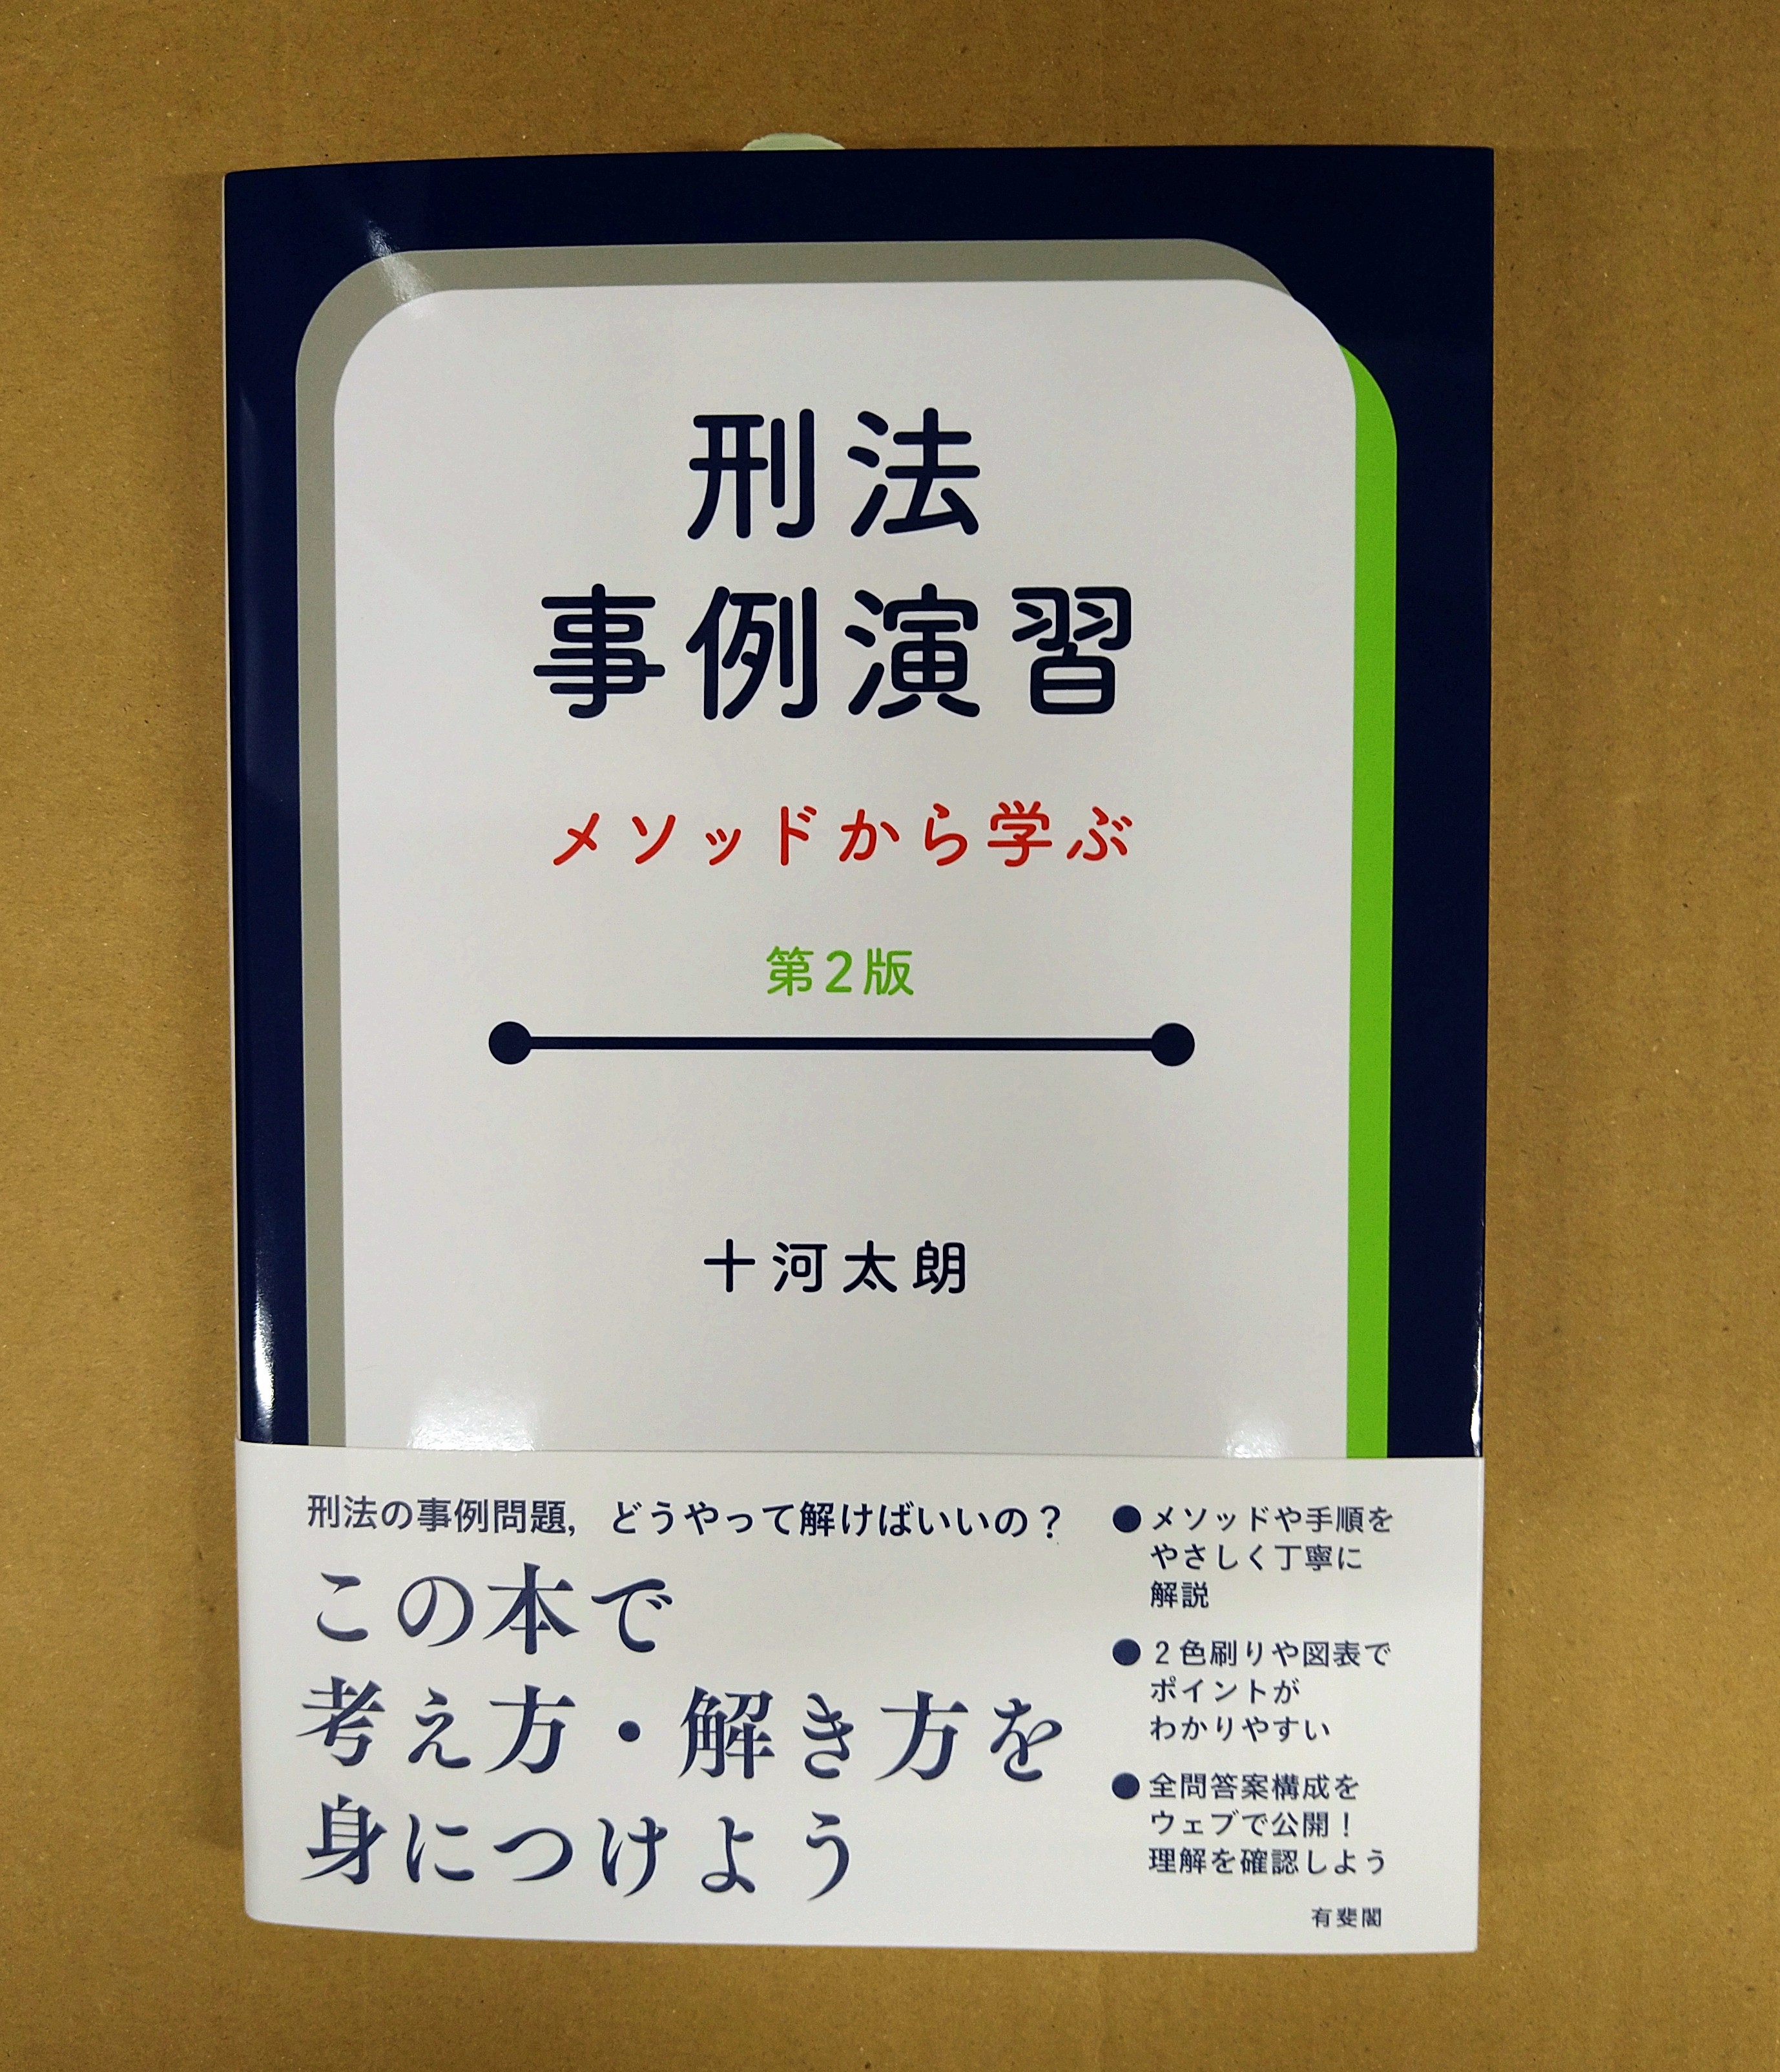 刑法
事例演習
メソッドから学ぶ
第2版
十河太朗
刑法の事例問題，どうやって解けばいいの？
この本で
考え方・解き方を
身につけよう
●メソッドや手順を
やさしく丁寧に
解説
●2色刷りや図表で
ポイントが
わかりやすい
●全問答案構成を
ウェブで公開！
理解を確認しよう
有斐閣